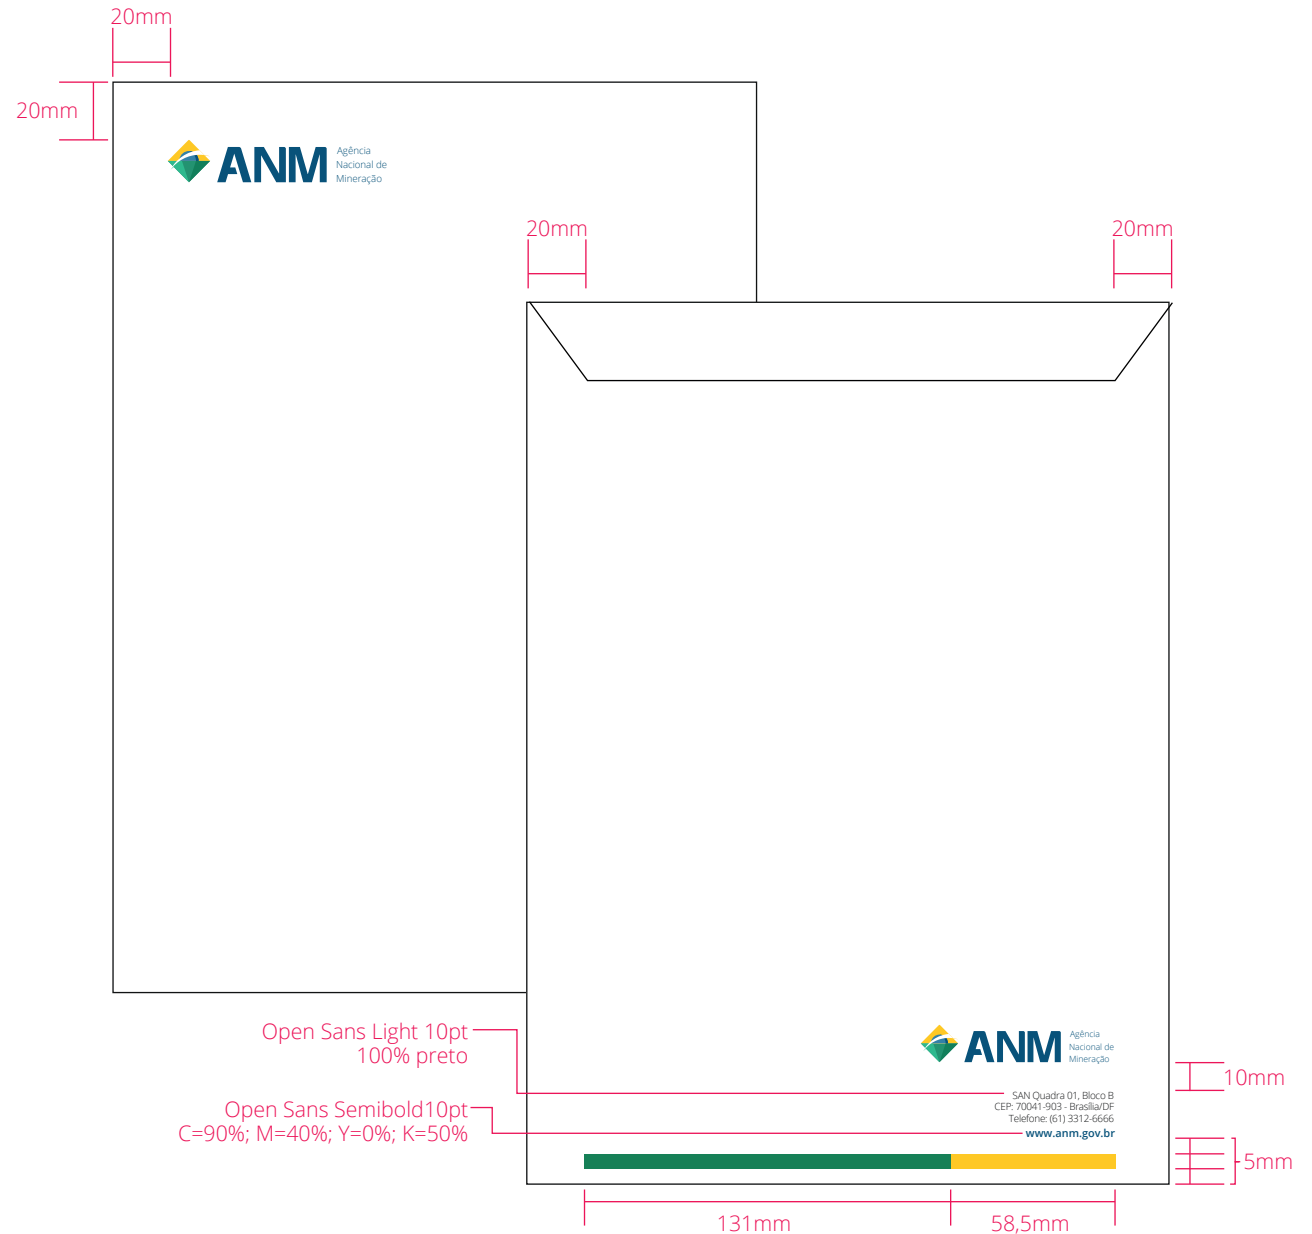 20mm
20mm
ANM
Agência
Nacional de
Mineração
20mm
20mm
Open Sans Light 10pt
100% preto
Open Sans Semibold10pt
C=90%; M=40%; Y=0%; K=50%
ANM
Agência
Nacional de
Mineração
10mm
SAN Quadra 01, Bloco B
CEP: 70041-903 - Brasília/DF
Telefone: (61) 3312-6666
www.anm.gov.br
5mm
131mm
58,5mm